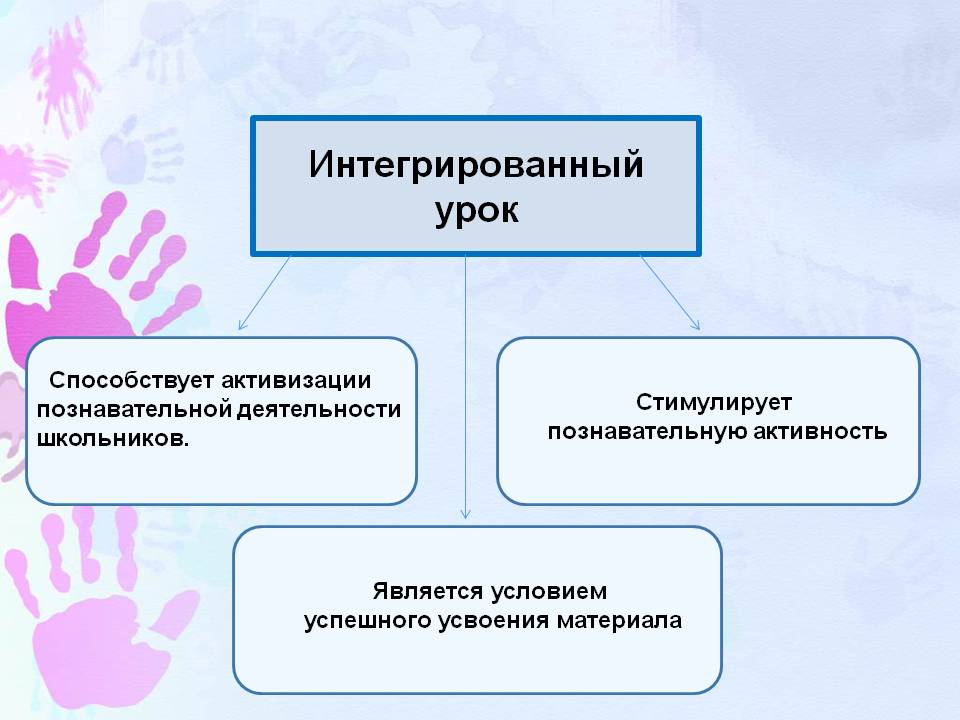 Интегрированный
урок
Способствует активизации
познавательной деятельности
школьников.
Стимулирует
познавательную активность
Является условием
успешного усвоения материала